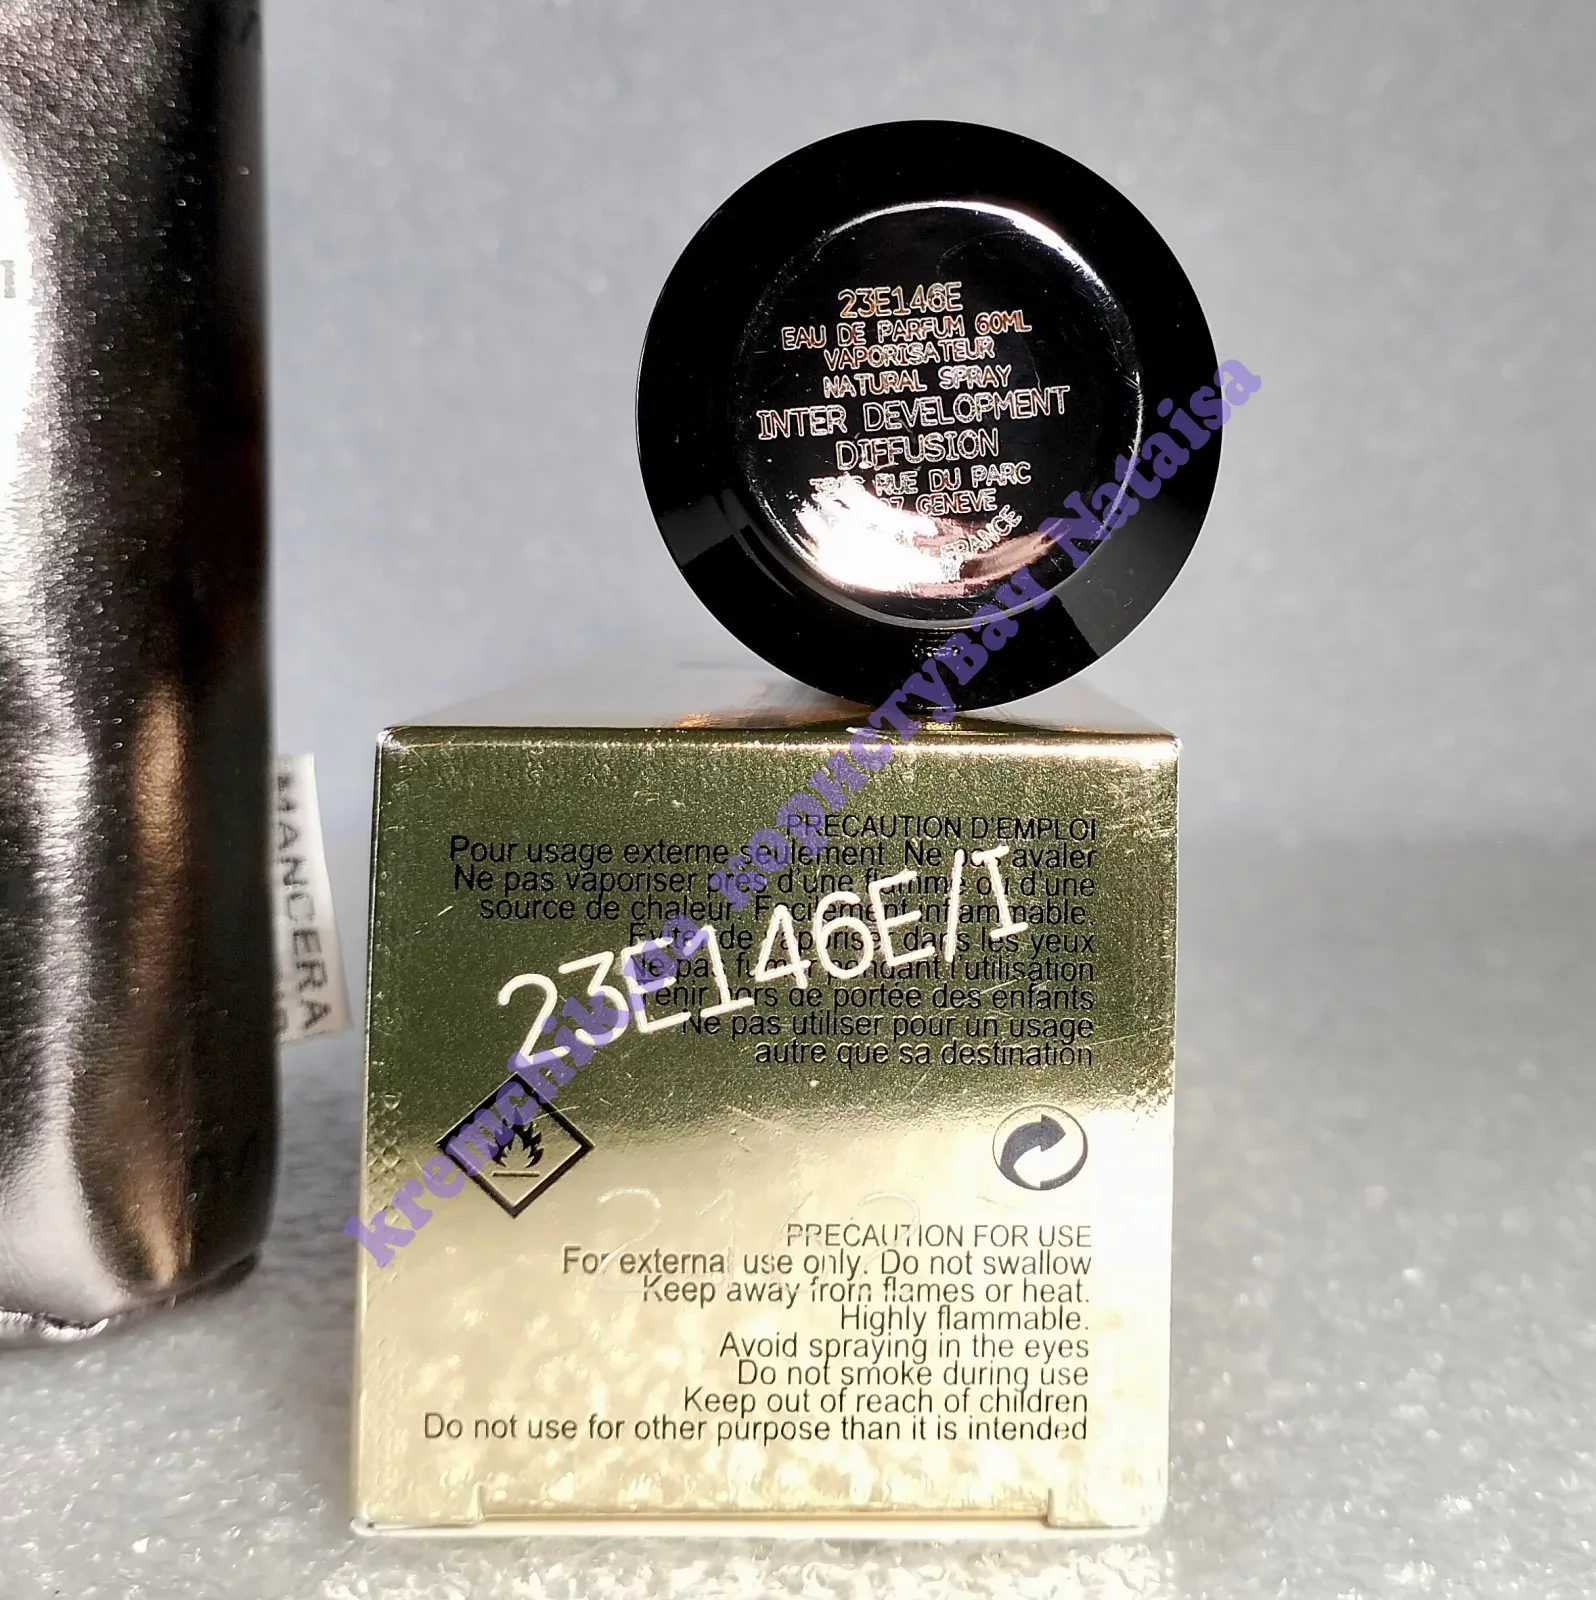 23E146E
EAU DE PARFUM 60ML
VAPORISATEUR
NATURAL SPRAY
INTER DEVELOPMENT
DIFFUSION
RUE DU PARC
GENEVE
FRANCE
MANCERA
PRECAUTION D'EMPLOI
Pour usage externe seulement. Ne pas avaler
Ne pas vaporiser près d'une flamme ou d'une
source de chaleur. Facilement inflammable.
Eviter de vaporiser dans les yeux
Ne pas fumer pendant l'utilisation
Tenir hors de portée des enfants
Ne pas utiliser pour un usage
autre que sa destination
23E146E/I
PRECAUTION FOR USE
For external use only. Do not swallow
Keep away from flames or heat.
Highly flammable.
Avoid spraying in the eyes
Do not smoke during use
Keep out of reach of children
Do not use for other purpose than it is intended
користувач Nataisa